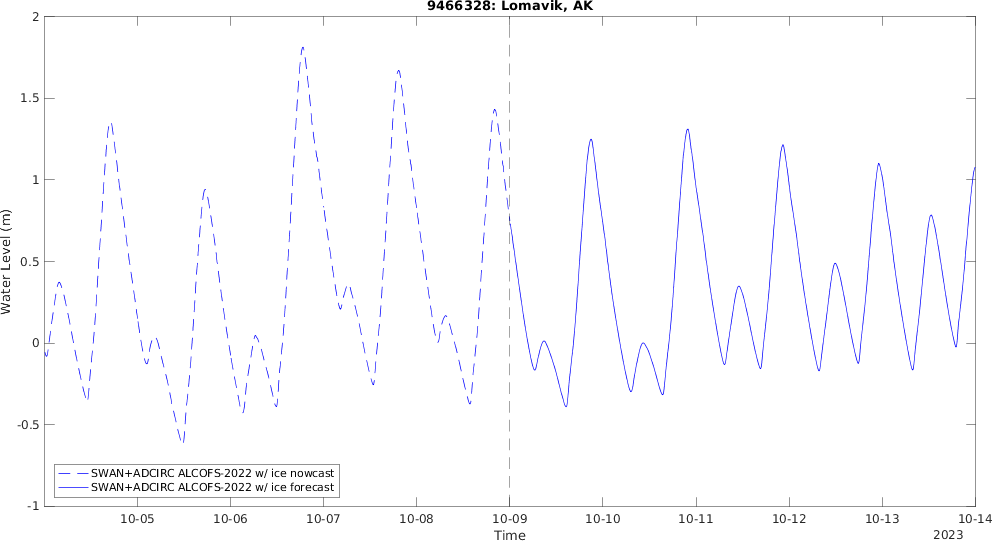 9466328: Lomavik, AK
2
1.5
1
0.5
0
-0.5
-1
Water Level (m)
SWAN+ADCIRC ALCOFS-2022 w/ ice nowcast
SWAN+ADCIRC ALCOFS-2022 w/ ice forecast
10-05 10-06 10-07 10-08 10-09 10-10 10-11 10-12 10-13 10-14
Time
2023